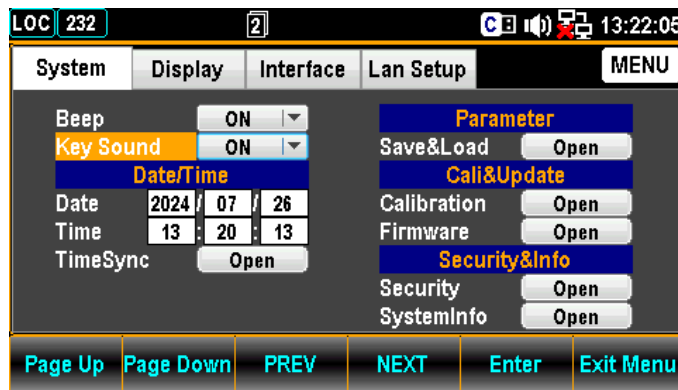 LOC 232 2 C 13:22:05
System Display Interface Lan Setup MENU
Beep ON
Key Sound ON
Date/Time
Date 2024 / 07 / 26
Time 13 : 20 : 13
TimeSync Open
Parameter
Save&Load Open
Cali&Update
Calibration Open
Firmware Open
Security&Info
Security Open
SystemInfo Open
Page Up Page Down PREV NEXT Enter Exit Menu